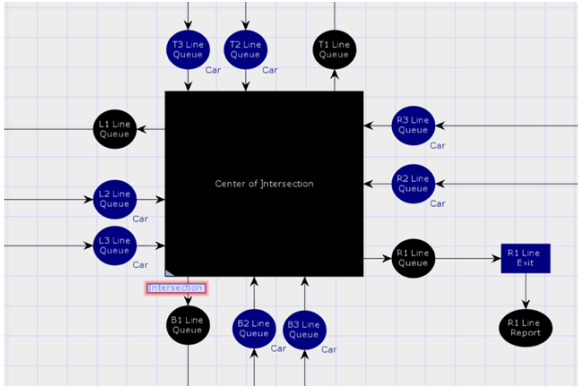 T3 Line
Queue
Car
T2 Line
Queue
Car
T1 Line
Queue
L1 Line
Queue
R3 Line
Queue
Car
Center of Intersection
R2 Line
Queue
Car
L2 Line
Queue
Car
L3 Line
Queue
Car
R1 Line
Queue
R1 Line
Exit
Intersection
B1 Line
Queue
B2 Line
Queue
Car
B3 Line
Queue
Car
R1 Line
Report